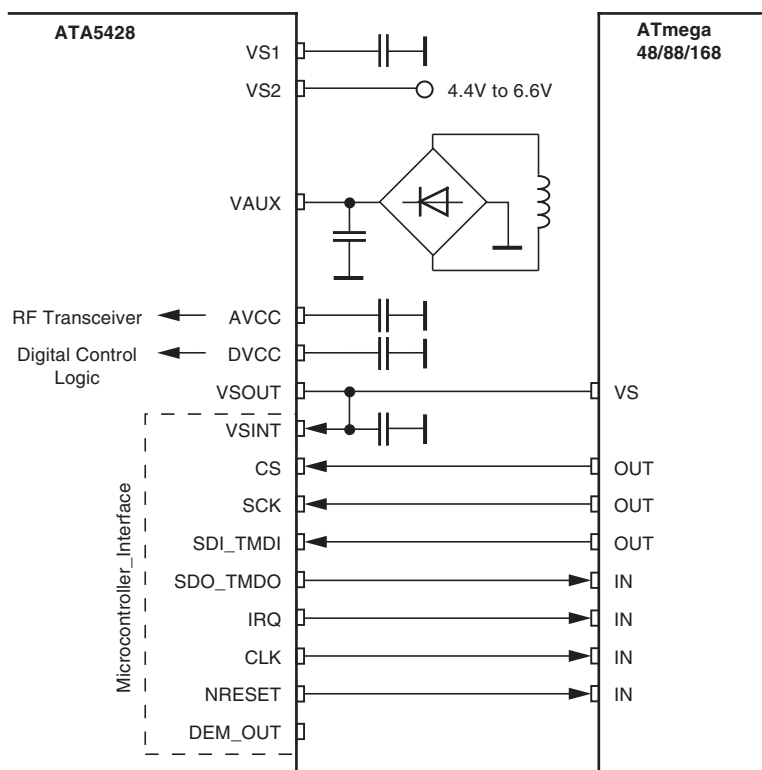 ATA5428
ATmega
48/88/168
VS1
VS2
4.4V to 6.6V
VAUX
RF Transceiver
AVCC
Digital Control
Logic
DVCC
VSOUT
VS
VSINT
CS
OUT
SCK
OUT
SDI_TMDI
OUT
SDO_TMDO
IN
IRQ
IN
CLK
IN
NRESET
IN
DEM_OUT
Microcontroller_Interface